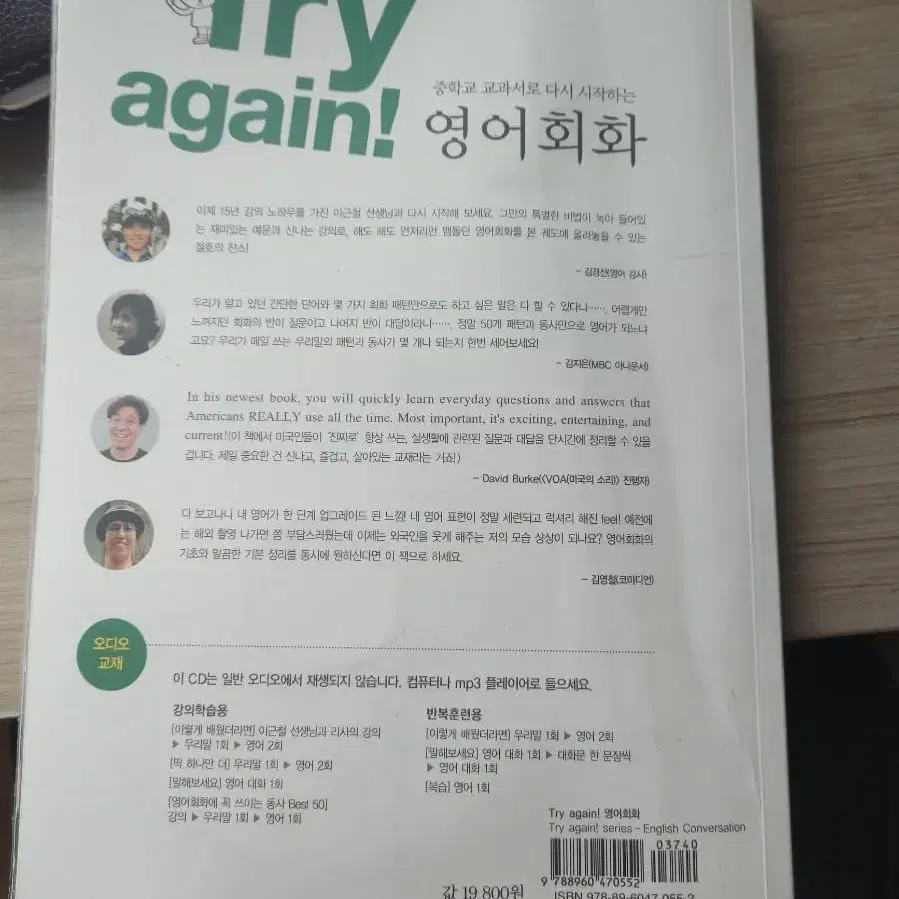 Try
again!
중학교 교과서로 다시 시작하는
영어회화
이제 15년 강의 노하우를 가진 이근철 선생님과 다시 시작해 보세요. 그만의 특별한 비법이 녹아 들어있
는 재미있는 예문과 신나는 강의로, 해도 해도 언저리만 맴돌던 영어회화를 본 궤도에 올려놓을 수 있는
절호의 찬스!
- 김경선(영어 강사)
우리가 알고 있던 간단한 단어와 몇 가지 회화 패턴만으로도 하고 싶은 말은 다 할 수 있다니……. 어렵게만
느껴지던 회화의 반이 질문이고 나머지 반이 대답이라니……. 정말 50개 패턴과 동사만으로 영어가 되느냐
고요? 우리가 매일 쓰는 우리말의 패턴과 동사가 몇 개나 되는지 한번 세어보세요!
- 김지은(MBC 아나운서)
In his newest book, you will quickly learn everyday questions and answers that
Americans REALLY use all the time. Most important, it's exciting, entertaining, and
current!(이 책에서 미국인들이 '진짜로' 항상 쓰는, 실생활에 관련된 질문과 대답을 단시간에 정리할 수 있을
겁니다. 제일 중요한 건 신나고, 즐겁고, 살아있는 교재라는 거죠!)
- David Burke(《VOA(미국의 소리)》 진행자)
다 보고나니 내 영어가 한 단계 업그레이드 된 느낌! 내 영어 표현이 정말 세련되고 럭셔리 해진 feel! 예전에
는 해외 촬영 나가면 쫌 부담스러웠는데 이제는 외국인을 웃게 해주는 저의 모습 상상이 되나요? 영어회화의
기초와 말끔한 기본 정리를 동시에 원하신다면 이 책으로 하세요.
- 김영철(코미디언)
오디오
교재
이 CD는 일반 오디오에서 재생되지 않습니다. 컴퓨터나 mp3 플레이어로 들으세요.
강의학습용
[이렇게 배웠더라면] 이근철 선생님과 리사의 강의
▶ 우리말 1회 ▶ 영어 2회
[딱 하나만 더] 우리말 1회 ▶ 영어 2회
[말해보세요] 영어 대화 1회
[영어회화에 꼭 쓰이는 동사 Best 50]
강의 ▶ 우리말 1회 ▶ 영어 1회
반복훈련용
[이렇게 배웠더라면] 우리말 1회 ▶ 영어 2회
[말해보세요] 영어 대화 1회 ▶ 대화문 한 문장씩
▶ 영어 대화 1회
[복습] 영어 1회
Try again! 영어회화
Try again! series - English Conversation
03740
9 788960 470552
값 19,800원
ISBN 978-89-6047-055-2